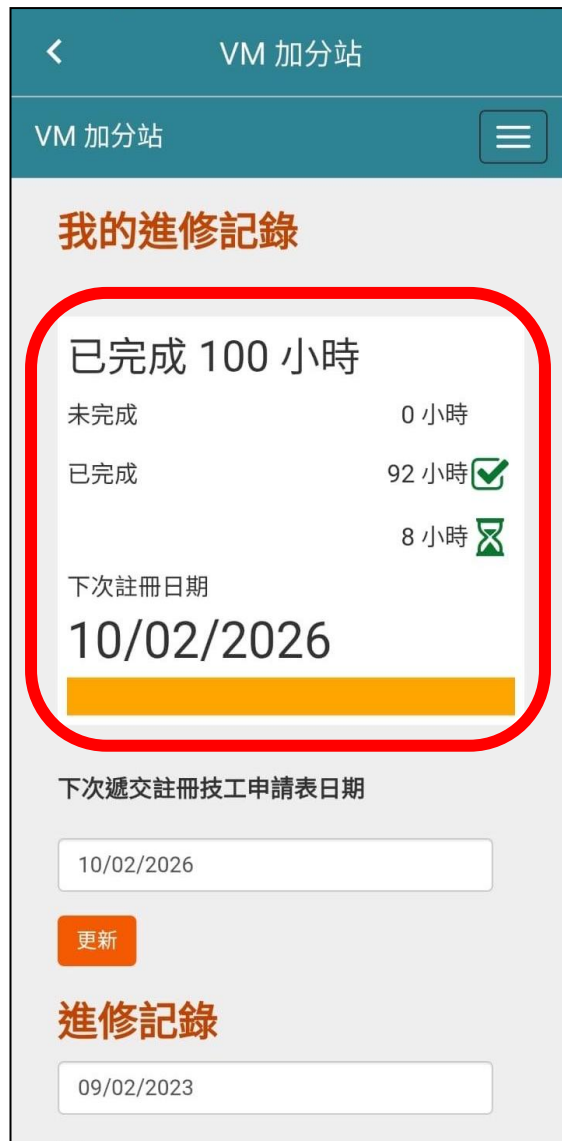 VM 加分站
VM 加分站
我的進修記錄
已完成 100 小時
未完成 0 小時
已完成 92 小時
8 小時
下次註冊日期
10/02/2026
下次遞交註冊技工申請表日期
10/02/2026
更新
進修記錄
09/02/2023